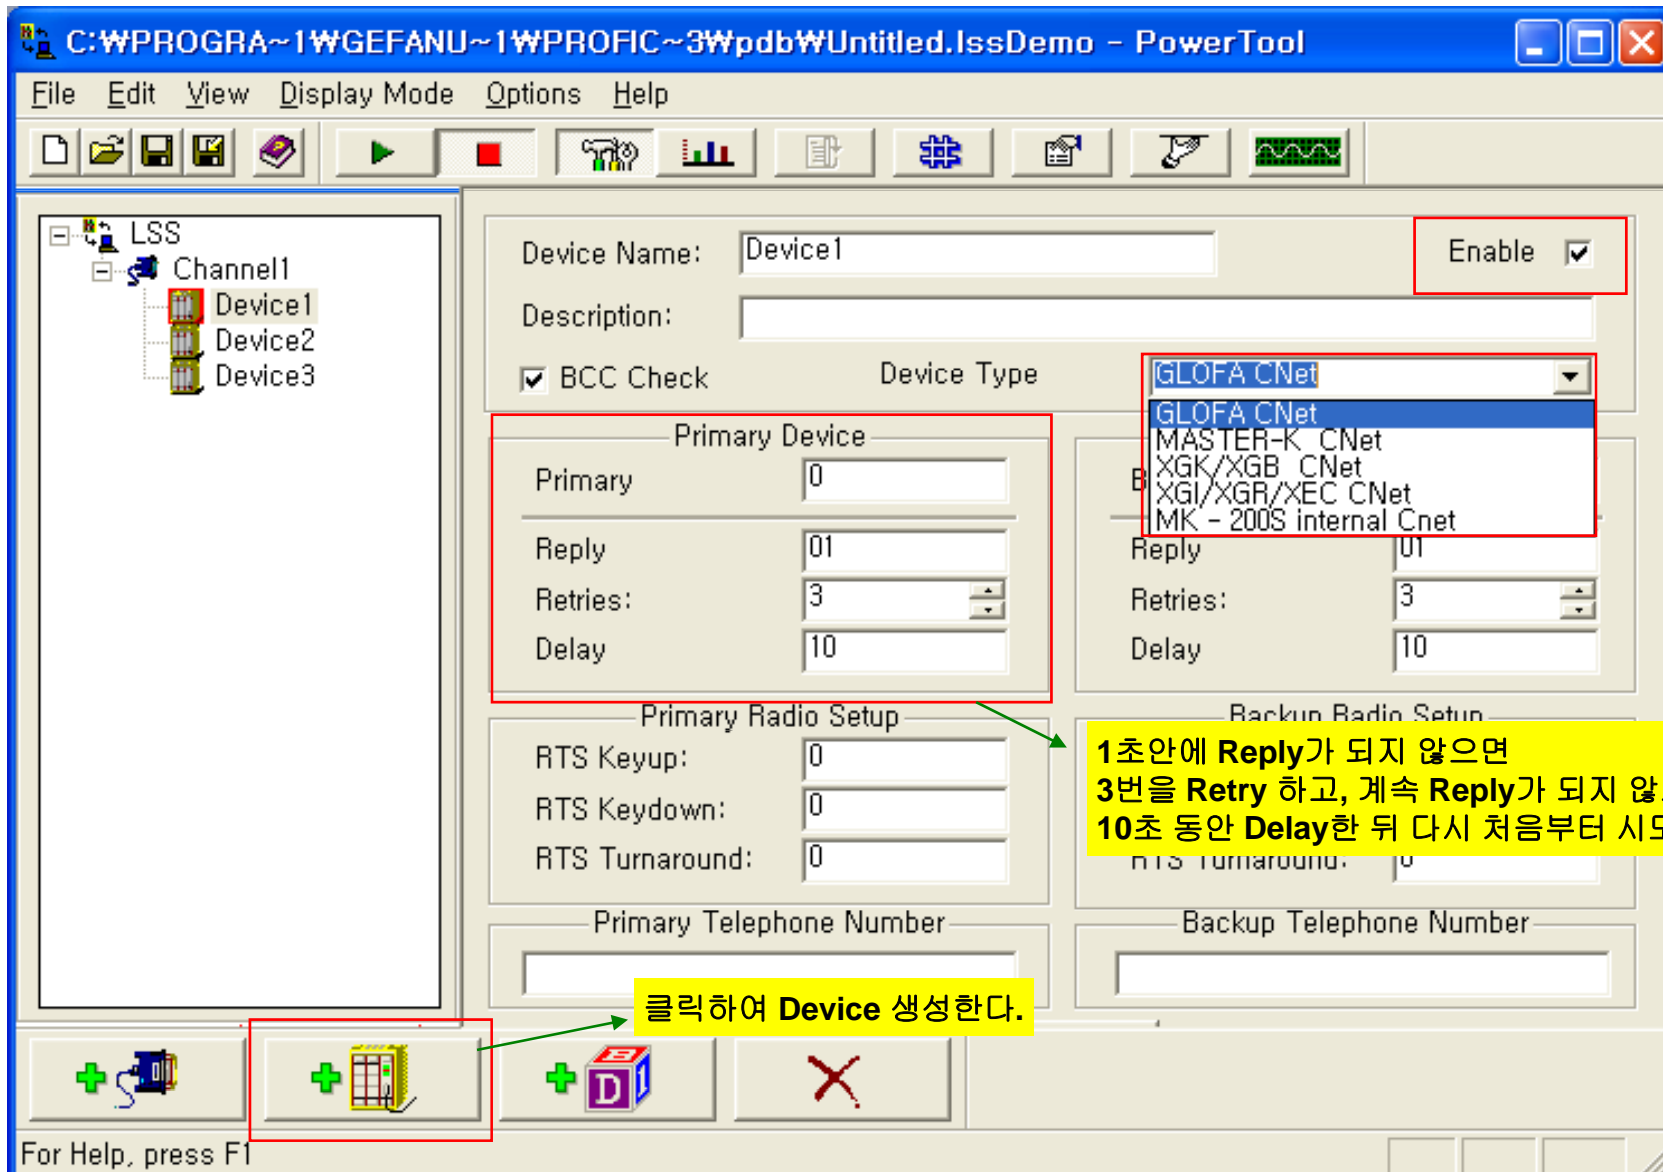 C:₩PROGRA~1₩GEFANU~1₩PROFIC~3₩pdb₩Untitled.lssDemo - PowerTool
File Edit View Display Mode Options Help
LSS
Channel1
Device1
Device2
Device3
Device Name: Device1
Enable
Description:
BCC Check
Device Type
GLOFA CNet
GLOFA CNet
MASTER-K CNet
XGK/XGB CNet
XGI/XGR/XEC CNet
MK - 200S internal Cnet
Primary Device
Primary 0
Reply 01
Retries: 3
Delay 10
Reply 01
Retries: 3
Delay 10
Primary Radio Setup
RTS Keyup: 0
RTS Keydown: 0
RTS Turnaround: 0
Backup Radio Setup
1초안에 Reply가 되지 않으면
3번을 Retry 하고, 계속 Reply가 되지 않
10초 동안 Delay한 뒤 다시 처음부터 시도
RTS Turnaround: 0
Primary Telephone Number
Backup Telephone Number
클릭하여 Device 생성한다.
For Help, press F1